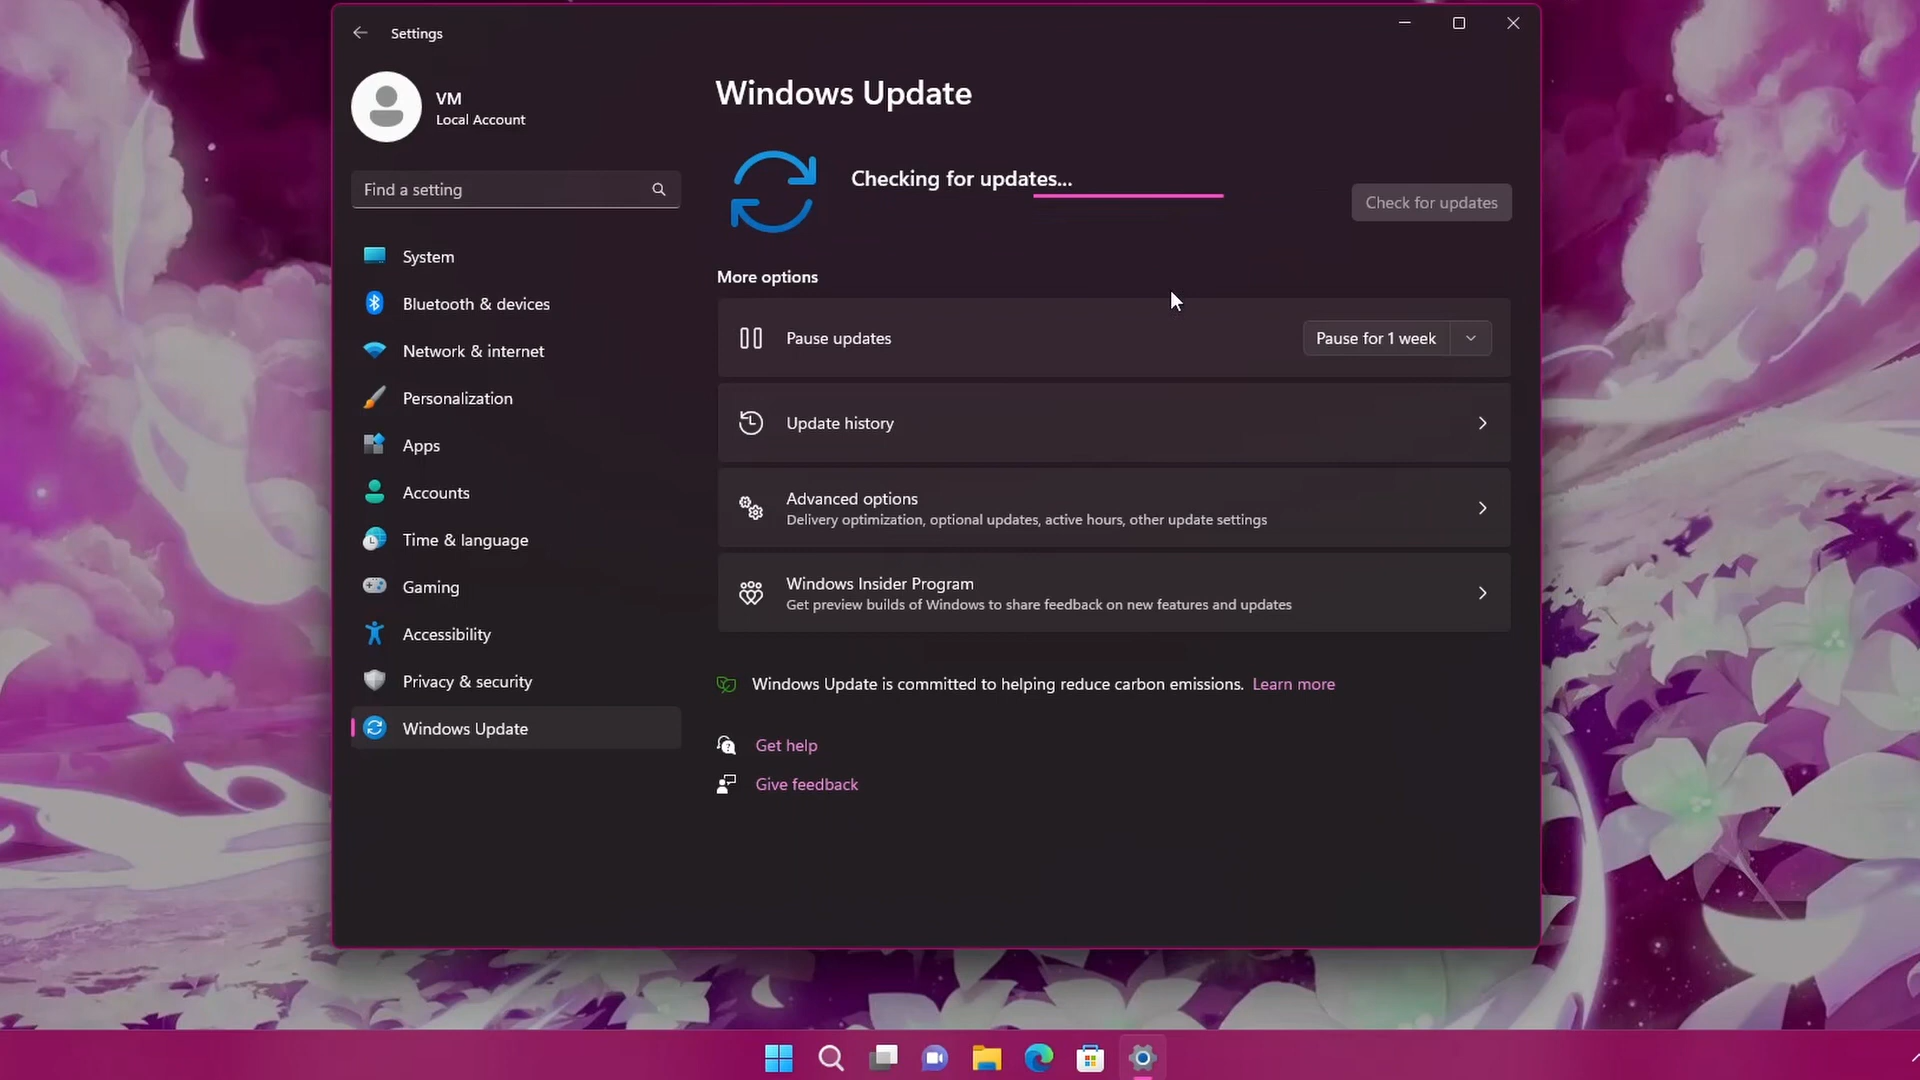 Settings
VM
Local Account
Find a setting
System
Bluetooth & devices
Network & internet
Personalization
Apps
Accounts
Time & language
Gaming
Accessibility
Privacy & security
Windows Update
Windows Update
Checking for updates...
Check for updates
More options
Pause updates
Pause for 1 week
Update history
Advanced options
Delivery optimization, optional updates, active hours, other update settings
Windows Insider Program
Get preview builds of Windows to share feedback on new features and updates
Windows Update is committed to helping reduce carbon emissions. Learn more
Get help
Give feedback